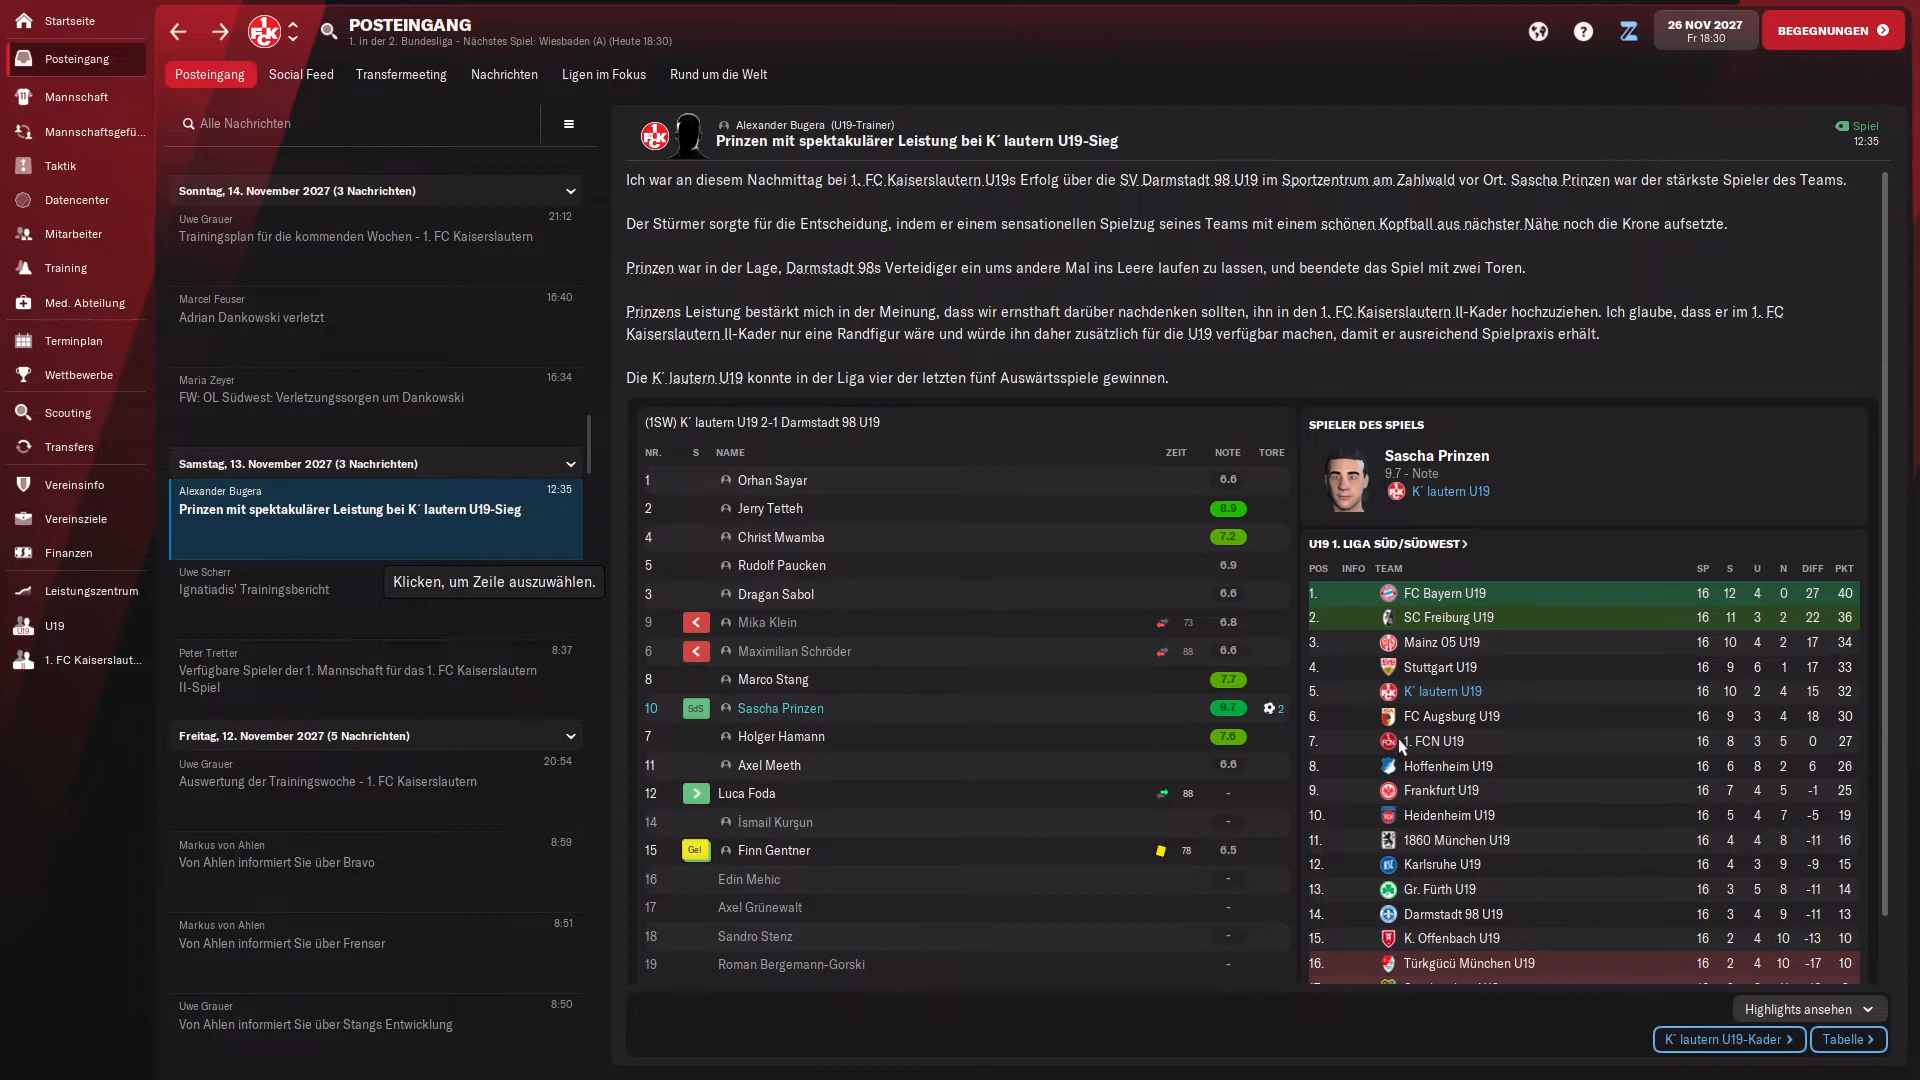 Startseite
Posteingang
Mannschaft
Mannschaftsgefü...
Taktik
Datencenter
Mitarbeiter
Training
Med. Abteilung
Terminplan
Wettbewerbe
Scouting
Transfers
Vereinsinfo
Vereinsziele
Finanzen
Leistungszentrum
U19
1. FC Kaiserslaut...
POSTEINGANG
1. in der 2. Bundesliga - Nächstes Spiel: Wiesbaden (A) (Heute 18:30)
26 NOV 2027
Fr 18:30
BEGEGNUNGEN
Posteingang Social Feed Transfermeeting Nachrichten Ligen im Fokus Rund um die Welt
Alle Nachrichten
Sonntag, 14. November 2027 (3 Nachrichten)
Uwe Grauer 21:12
Trainingsplan für die kommenden Wochen - 1. FC Kaiserslautern
Marcel Feuser 16:40
Adrian Dankowski verletzt
Maria Zeyer 16:34
FW: OL Südwest: Verletzungssorgen um Dankowski
Samstag, 13. November 2027 (3 Nachrichten)
Alexander Bugera 12:35
Prinzen mit spektakulärer Leistung bei K´ lautern U19-Sieg
Uwe Scherr
Ignatiadis' Trainingsbericht
Klicken, um Zeile auszuwählen.
Peter Tretter 8:37
Verfügbare Spieler der 1. Mannschaft für das 1. FC Kaiserslautern
II-Spiel
Freitag, 12. November 2027 (5 Nachrichten)
Uwe Grauer 20:54
Auswertung der Trainingswoche - 1. FC Kaiserslautern
Markus von Ahlen 8:59
Von Ahlen informiert Sie über Bravo
Markus von Ahlen 8:51
Von Ahlen informiert Sie über Frenser
Uwe Grauer 8:50
Von Ahlen informiert Sie über Stangs Entwicklung
Alexander Bugera (U19-Trainer)
Prinzen mit spektakulärer Leistung bei K´ lautern U19-Sieg
Spiel
12:35
Ich war an diesem Nachmittag bei 1. FC Kaiserslautern U19s Erfolg über die SV Darmstadt 98 U19 im Sportzentrum am Zahlwald vor Ort. Sascha Prinzen war der stärkste Spieler des Teams.
Der Stürmer sorgte für die Entscheidung, indem er einem sensationellen Spielzug seines Teams mit einem schönen Kopfball aus nächster Nähe noch die Krone aufsetzte.
Prinzen war in der Lage, Darmstadt 98s Verteidiger ein ums andere Mal ins Leere laufen zu lassen, und beendete das Spiel mit zwei Toren.
Prinzens Leistung bestärkt mich in der Meinung, dass wir ernsthaft darüber nachdenken sollten, ihn in den 1. FC Kaiserslautern II-Kader hochzuziehen. Ich glaube, dass er im 1. FC
Kaiserslautern II-Kader nur eine Randfigur wäre und würde ihn daher zusätzlich für die U19 verfügbar machen, damit er ausreichend Spielpraxis erhält.
Die K´ lautern U19 konnte in der Liga vier der letzten fünf Auswärtsspiele gewinnen.
(1SW) K´ lautern U19 2-1 Darmstadt 98 U19
NR. S NAME ZEIT NOTE TORE
1 Orhan Sayar 6.6
2 Jerry Tetteh 8.9
4 Christ Mwamba 7.2
5 Rudolf Paucken 6.9
3 Dragan Sabol 6.6
9 Mika Klein 73 6.8
6 Maximilian Schröder 88 6.6
8 Marco Stang 7.7
10 SdS Sascha Prinzen 9.7 2
7 Holger Hamann 7.6
11 Axel Meeth 6.6
12 Luca Foda 88 -
14 İsmail Kurşun -
15 Gel Finn Gentner 78 6.5
16 Edin Mehic -
17 Axel Grünewalt -
18 Sandro Stenz -
19 Roman Bergemann-Gorski -
SPIELER DES SPIELS
Sascha Prinzen
9.7 - Note
K´ lautern U19
U19 1. LIGA SÜD/SÜDWEST
POS INFO TEAM SP S U N DIFF PKT
1. FC Bayern U19 16 12 4 0 27 40
2. SC Freiburg U19 16 11 3 2 22 36
3. Mainz 05 U19 16 10 4 2 17 34
4. Stuttgart U19 16 9 6 1 17 33
5. K´ lautern U19 16 10 2 4 15 32
6. FC Augsburg U19 16 9 3 4 18 30
7. 1. FCN U19 16 8 3 5 0 27
8. Hoffenheim U19 16 6 8 2 6 26
9. Frankfurt U19 16 7 4 5 -1 25
10. Heidenheim U19 16 5 4 7 -5 19
11. 1860 München U19 16 4 4 8 -11 16
12. Karlsruhe U19 16 4 3 9 -9 15
13. Gr. Fürth U19 16 3 5 8 -11 14
14. Darmstadt 98 U19 16 3 4 9 -11 13
15. K. Offenbach U19 16 2 4 10 -13 10
16. Türkgücü München U19 16 2 4 10 -17 10
Highlights ansehen
K´ lautern U19-Kader
Tabelle